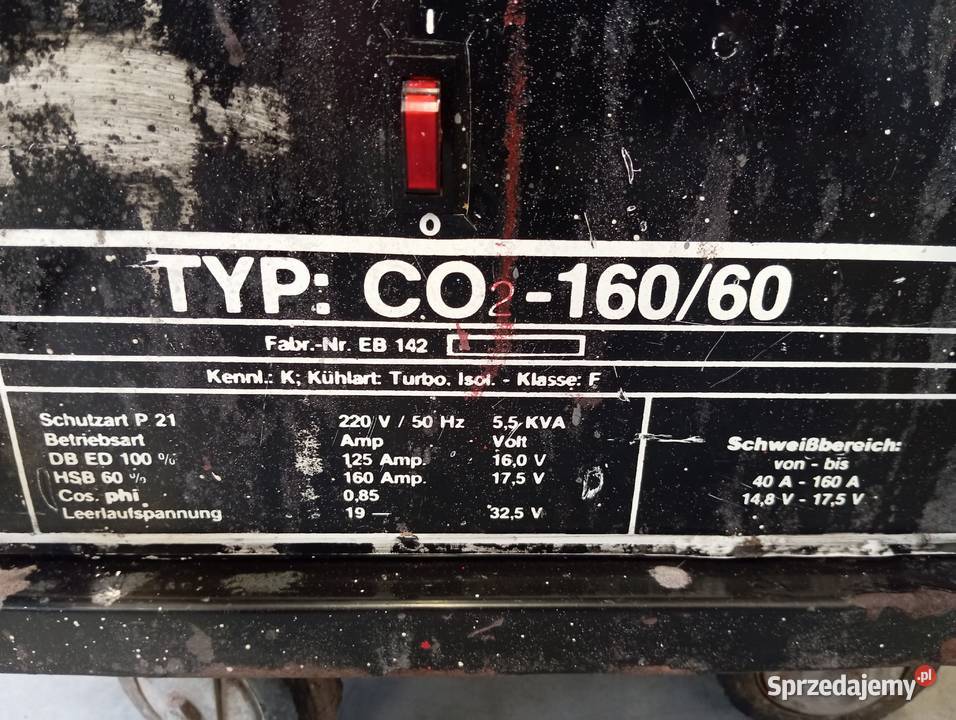 I
O
TYP: CO2-160/60
Fabr.-Nr. EB 142
Kennl.: K; Kühlart: Turbo. Isol. - Klasse: F
Schutzart P 21 220 V / 50 Hz 5,5 KVA
Betriebsart Amp Volt
DB ED 100 % 125 Amp. 16,0 V
HSB 60 % 160 Amp. 17,5 V
Cos. phi 0,85
Leerlaufspannung 19 — 32,5 V
Schweißbereich:
von - bis
40 A - 160 A
14,8 V - 17,5 V
Sprzedajemy.pl